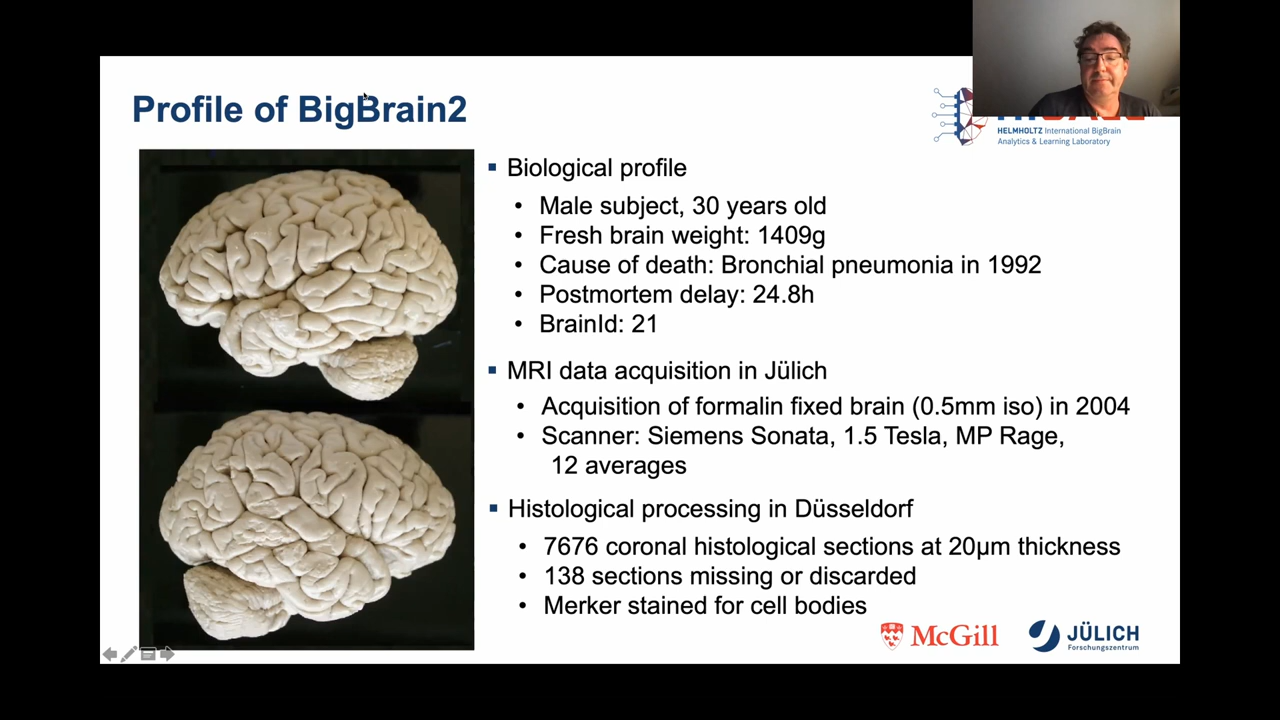 Profile of BigBrain2
HELMHOLTZ International BigBrain
Analytics & Learning Laboratory
▪ Biological profile
• Male subject, 30 years old
• Fresh brain weight: 1409g
• Cause of death: Bronchial pneumonia in 1992
• Postmortem delay: 24.8h
• BrainId: 21
▪ MRI data acquisition in Jülich
• Acquisition of formalin fixed brain (0.5mm iso) in 2004
• Scanner: Siemens Sonata, 1.5 Tesla, MP Rage,
12 averages
▪ Histological processing in Düsseldorf
• 7676 coronal histological sections at 20µm thickness
• 138 sections missing or discarded
• Merker stained for cell bodies
McGill
JÜLICH
Forschungszentrum